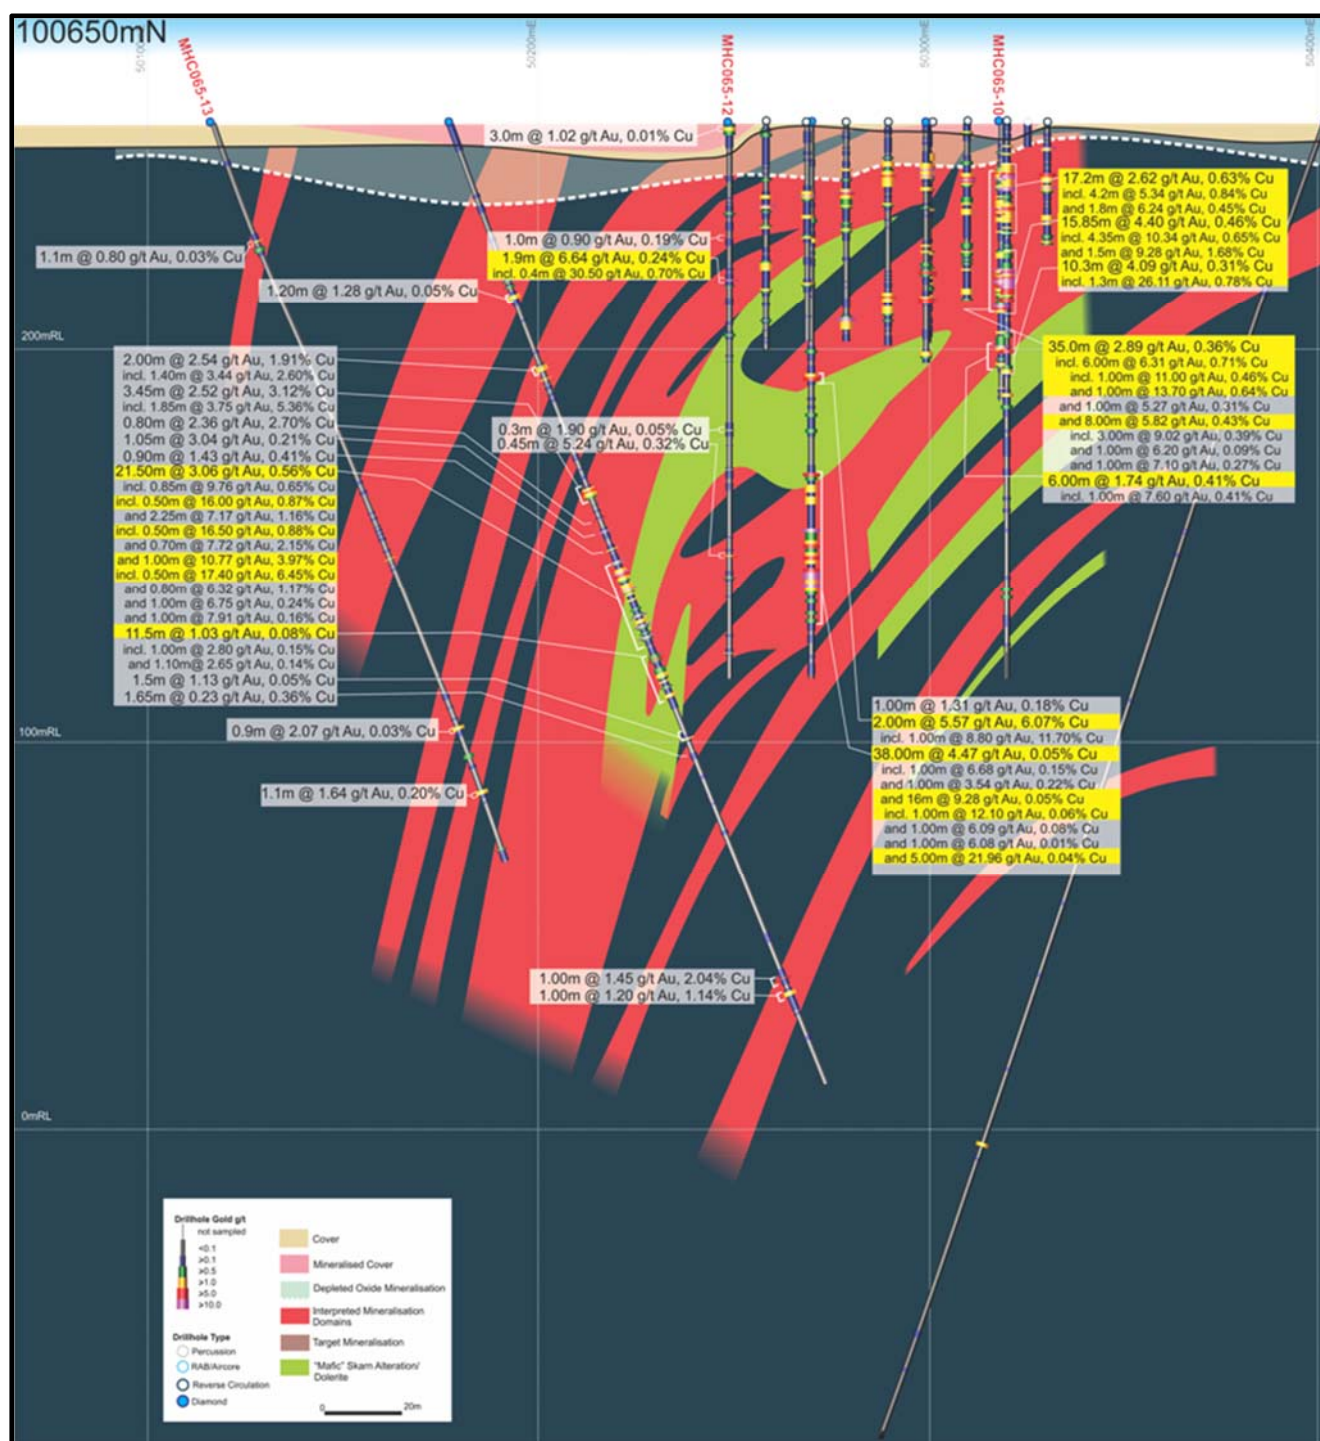 100650mN
50100mE
50200mE
50300mE
50400mE
MHC065-13
MHC065-12
MHC065-10
3.0m @ 1.02 g/t Au, 0.01% Cu
1.1m @ 0.80 g/t Au, 0.03% Cu
1.20m @ 1.28 g/t Au, 0.05% Cu
1.0m @ 0.90 g/t Au, 0.19% Cu
1.9m @ 6.64 g/t Au, 0.24% Cu
incl. 0.4m @ 30.50 g/t Au, 0.70% Cu
17.2m @ 2.62 g/t Au, 0.63% Cu
incl. 4.2m @ 5.34 g/t Au, 0.84% Cu
and 1.8m @ 6.24 g/t Au, 0.45% Cu
15.85m @ 4.40 g/t Au, 0.46% Cu
incl. 4.35m @ 10.34 g/t Au, 0.65% Cu
and 1.5m @ 9.28 g/t Au, 1.68% Cu
10.3m @ 4.09 g/t Au, 0.31% Cu
incl. 1.3m @ 26.11 g/t Au, 0.78% Cu
200mRL
35.0m @ 2.89 g/t Au, 0.36% Cu
incl. 6.00m @ 6.31 g/t Au, 0.71% Cu
incl. 1.00m @ 11.00 g/t Au, 0.46% Cu
and 1.00m @ 13.70 g/t Au, 0.64% Cu
and 1.00m @ 5.27 g/t Au, 0.31% Cu
and 8.00m @ 5.82 g/t Au, 0.43% Cu
incl. 3.00m @ 9.02 g/t Au, 0.39% Cu
and 1.00m @ 6.20 g/t Au, 0.09% Cu
and 1.00m @ 7.10 g/t Au, 0.27% Cu
6.00m @ 1.74 g/t Au, 0.41% Cu
incl. 1.00m @ 7.60 g/t Au, 0.41% Cu
2.00m @ 2.54 g/t Au, 1.91% Cu
incl. 1.40m @ 3.44 g/t Au, 2.60% Cu
3.45m @ 2.52 g/t Au, 3.12% Cu
incl. 1.85m @ 3.75 g/t Au, 5.36% Cu
0.80m @ 2.36 g/t Au, 2.70% Cu
1.05m @ 3.04 g/t Au, 0.21% Cu
0.90m @ 1.43 g/t Au, 0.41% Cu
21.50m @ 3.06 g/t Au, 0.56% Cu
incl. 0.85m @ 9.76 g/t Au, 0.65% Cu
incl. 0.50m @ 16.00 g/t Au, 0.87% Cu
and 2.25m @ 7.17 g/t Au, 1.16% Cu
incl. 0.50m @ 16.50 g/t Au, 0.88% Cu
and 0.70m @ 7.72 g/t Au, 2.15% Cu
and 1.00m @ 10.77 g/t Au, 3.97% Cu
incl. 0.50m @ 17.40 g/t Au, 6.45% Cu
and 0.80m @ 6.32 g/t Au, 1.17% Cu
and 1.00m @ 6.75 g/t Au, 0.24% Cu
and 1.00m @ 7.91 g/t Au, 0.16% Cu
11.5m @ 1.03 g/t Au, 0.08% Cu
incl. 1.00m @ 2.80 g/t Au, 0.15% Cu
and 1.10m@ 2.65 g/t Au, 0.14% Cu
1.5m @ 1.13 g/t Au, 0.05% Cu
1.65m @ 0.23 g/t Au, 0.36% Cu
0.3m @ 1.90 g/t Au, 0.05% Cu
0.45m @ 5.24 g/t Au, 0.32% Cu
100mRL
0.9m @ 2.07 g/t Au, 0.03% Cu
1.1m @ 1.64 g/t Au, 0.20% Cu
1.00m @ 1.31 g/t Au, 0.18% Cu
2.00m @ 5.57 g/t Au, 6.07% Cu
incl. 1.00m @ 8.80 g/t Au, 11.70% Cu
38.00m @ 4.47 g/t Au, 0.05% Cu
incl. 1.00m @ 6.68 g/t Au, 0.15% Cu
and 1.00m @ 3.54 g/t Au, 0.22% Cu
and 16m @ 9.28 g/t Au, 0.05% Cu
incl. 1.00m @ 12.10 g/t Au, 0.06% Cu
and 1.00m @ 6.09 g/t Au, 0.08% Cu
and 1.00m @ 6.08 g/t Au, 0.01% Cu
and 5.00m @ 21.96 g/t Au, 0.04% Cu
1.00m @ 1.45 g/t Au, 2.04% Cu
1.00m @ 1.20 g/t Au, 1.14% Cu
0mRL
Drillhole Gold g/t
not sampled
<0.1
>0.1
>0.5
>1.0
>5.0
>10.0
Drillhole Type
Percussion
RAB/Aircore
Reverse Circulation
Diamond
Cover
Mineralised Cover
Depleted Oxide Mineralisation
Interpreted Mineralisation
Domains
Target Mineralisation
"Mafic" Skarn Alteration/
Dolerite
0 20m